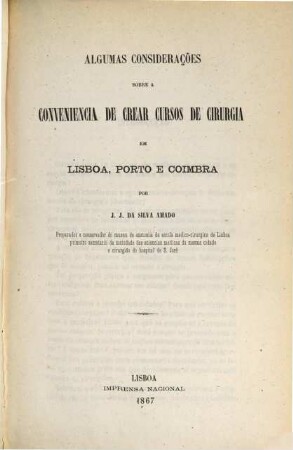 ALGUMAS CONSIDERAÇÕES
SOBRE A
CONVENIENCIA DE CREAR CURSOS DE CIRURGIA
EM
LISBOA, PORTO E COIMBRA
POR
J. J. DA SILVA AMADO
Preparador e conservador do museu de anatomia da escola medico-cirurgica de Lisboa
primeiro secretario da sociedade das sciencias medicas da mesma cidade
e cirurgião do hospital de S. José
LISBOA
IMPRENSA NACIONAL
1867